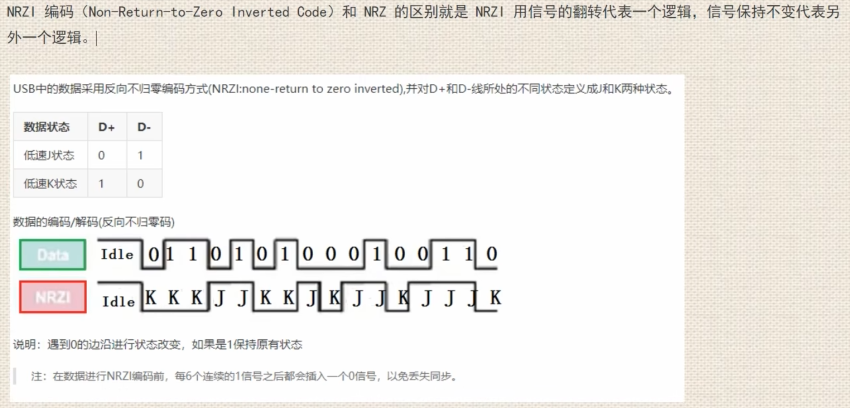 NRZI 编码（Non-Return-to-Zero Inverted Code）和 NRZ 的区别就是 NRZI 用信号的翻转代表一个逻辑，信号保持不变代表另
外一个逻辑。
USB中的数据采用反向不归零编码方式(NRZI:none-return to zero inverted),并对D+和D-线所处的不同状态定义成J和K两种状态。
数据状态 D+ D-
低速J状态 0 1
低速K状态 1 0
数据的编码/解码(反向不归零码)
Data Idle 0 1 1 0 1 0 1 0 0 0 1 0 0 1 1 0
NRZI Idle K K K J J K K J K J J K J J J K
说明：遇到0的边沿进行状态改变，如果是1保持原有状态
注：在数据进行NRZI编码前，每6个连续的1信号之后都会插入一个0信号，以免丢失同步。